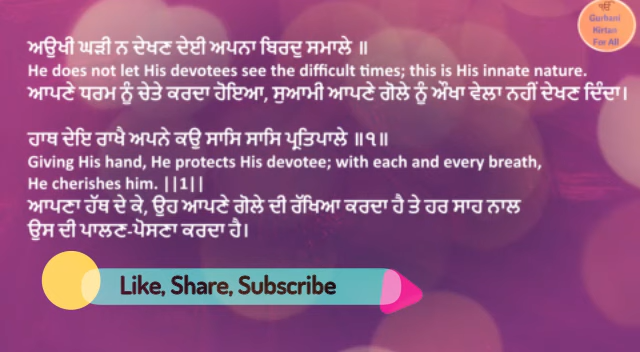 ੴ
Gurbani
Kirtan
For All
ਅਉਖੀ ਘੜੀ ਨ ਦੇਖਣ ਦੇਈ ਅਪਨਾ ਬਿਰਦੁ ਸਮਾਲੇ ॥
He does not let His devotees see the difficult times; this is His innate nature.
ਆਪਣੇ ਧਰਮ ਨੂੰ ਚੇਤੇ ਕਰਦਾ ਹੋਇਆ, ਸੁਆਮੀ ਆਪਣੇ ਗੋਲੇ ਨੂੰ ਔਖਾ ਵੇਲਾ ਨਹੀਂ ਦੇਖਣ ਦਿੰਦਾ।
ਹਾਥ ਦੇਇ ਰਾਖੈ ਅਪਨੇ ਕਉ ਸਾਸਿ ਸਾਸਿ ਪ੍ਰਤਿਪਾਲੇ ॥੧॥
Giving His hand, He protects His devotee; with each and every breath,
He cherishes him. ||1||
ਆਪਣਾ ਹੱਥ ਦੇ ਕੇ, ਉਹ ਆਪਣੇ ਗੋਲੇ ਦੀ ਰੱਖਿਆ ਕਰਦਾ ਹੈ ਤੇ ਹਰ ਸਾਹ ਨਾਲ
ਉਸ ਦੀ ਪਾਲਣ-ਪੋਸਣਾ ਕਰਦਾ ਹੈ।
Like, Share, Subscribe